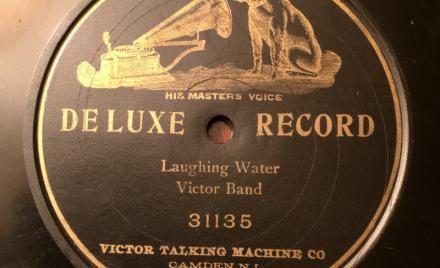 HIS MASTERS VOICE
DE LUXE RECORD
Laughing Water
Victor Band
31135
VICTOR TALKING MACHINE CO
CAMDEN N.J.